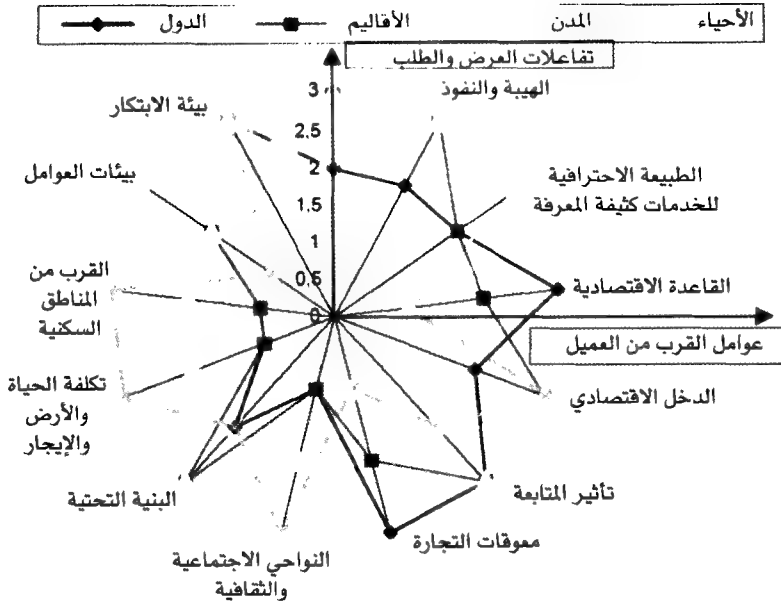 الدول الأقاليم المدن الأحياء
تفاعلات العرض والطلب
الهيبة والنفوذ
الطبيعة الاحترافية
للخدمات كثيفة المعرفة
القاعدة الاقتصادية
عوامل القرب من العميل
الدخل الاقتصادي
تأثير المتابعة
معوقات التجارة
النواحي الاجتماعية
والثقافية
البنية التحتية
تكلفة الحياة
والأرض
والإيجار
القرب من
المناطق
السكنية
بيئات العوامل
بيئة الابتكار
3
2,5
2
1,5
1
0,5
0